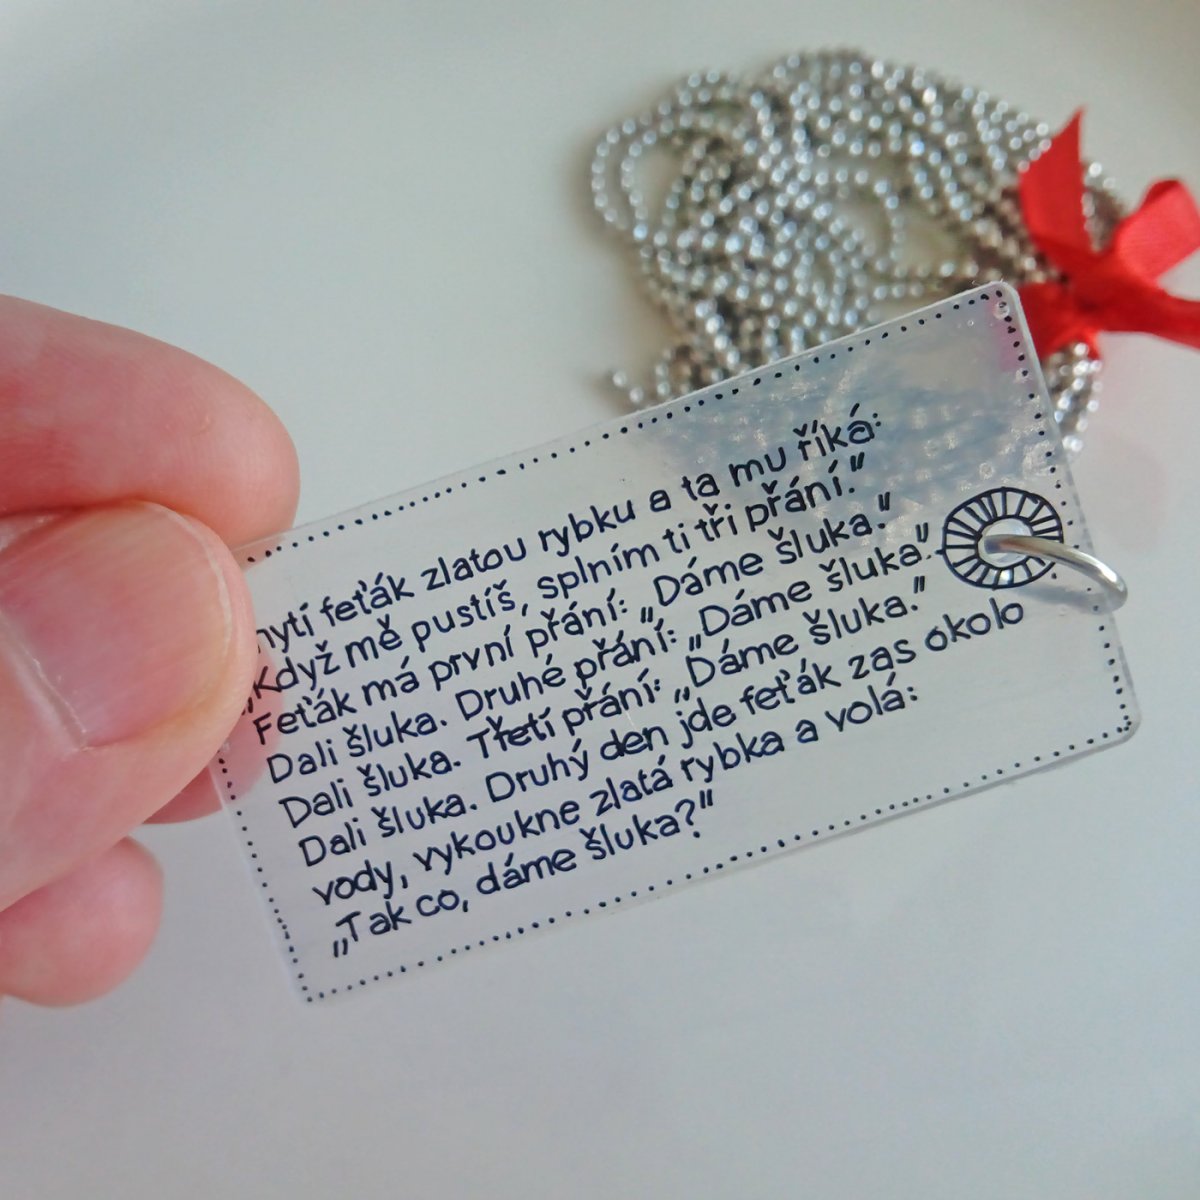 feťák zlatou rybku a ta mu říká:
„Když mě pustíš, splním ti tři přání."
Feťák má první přání: „Dáme šluka."
Dali šluka. Druhé přání: „Dáme šluka."
Dali šluka. Třetí přání: „Dáme šluka."
Dali šluka. Druhý den jde feťák zas okolo
vody, vykoukne zlatá rybka a volá:
„Tak co, dáme šluka?"